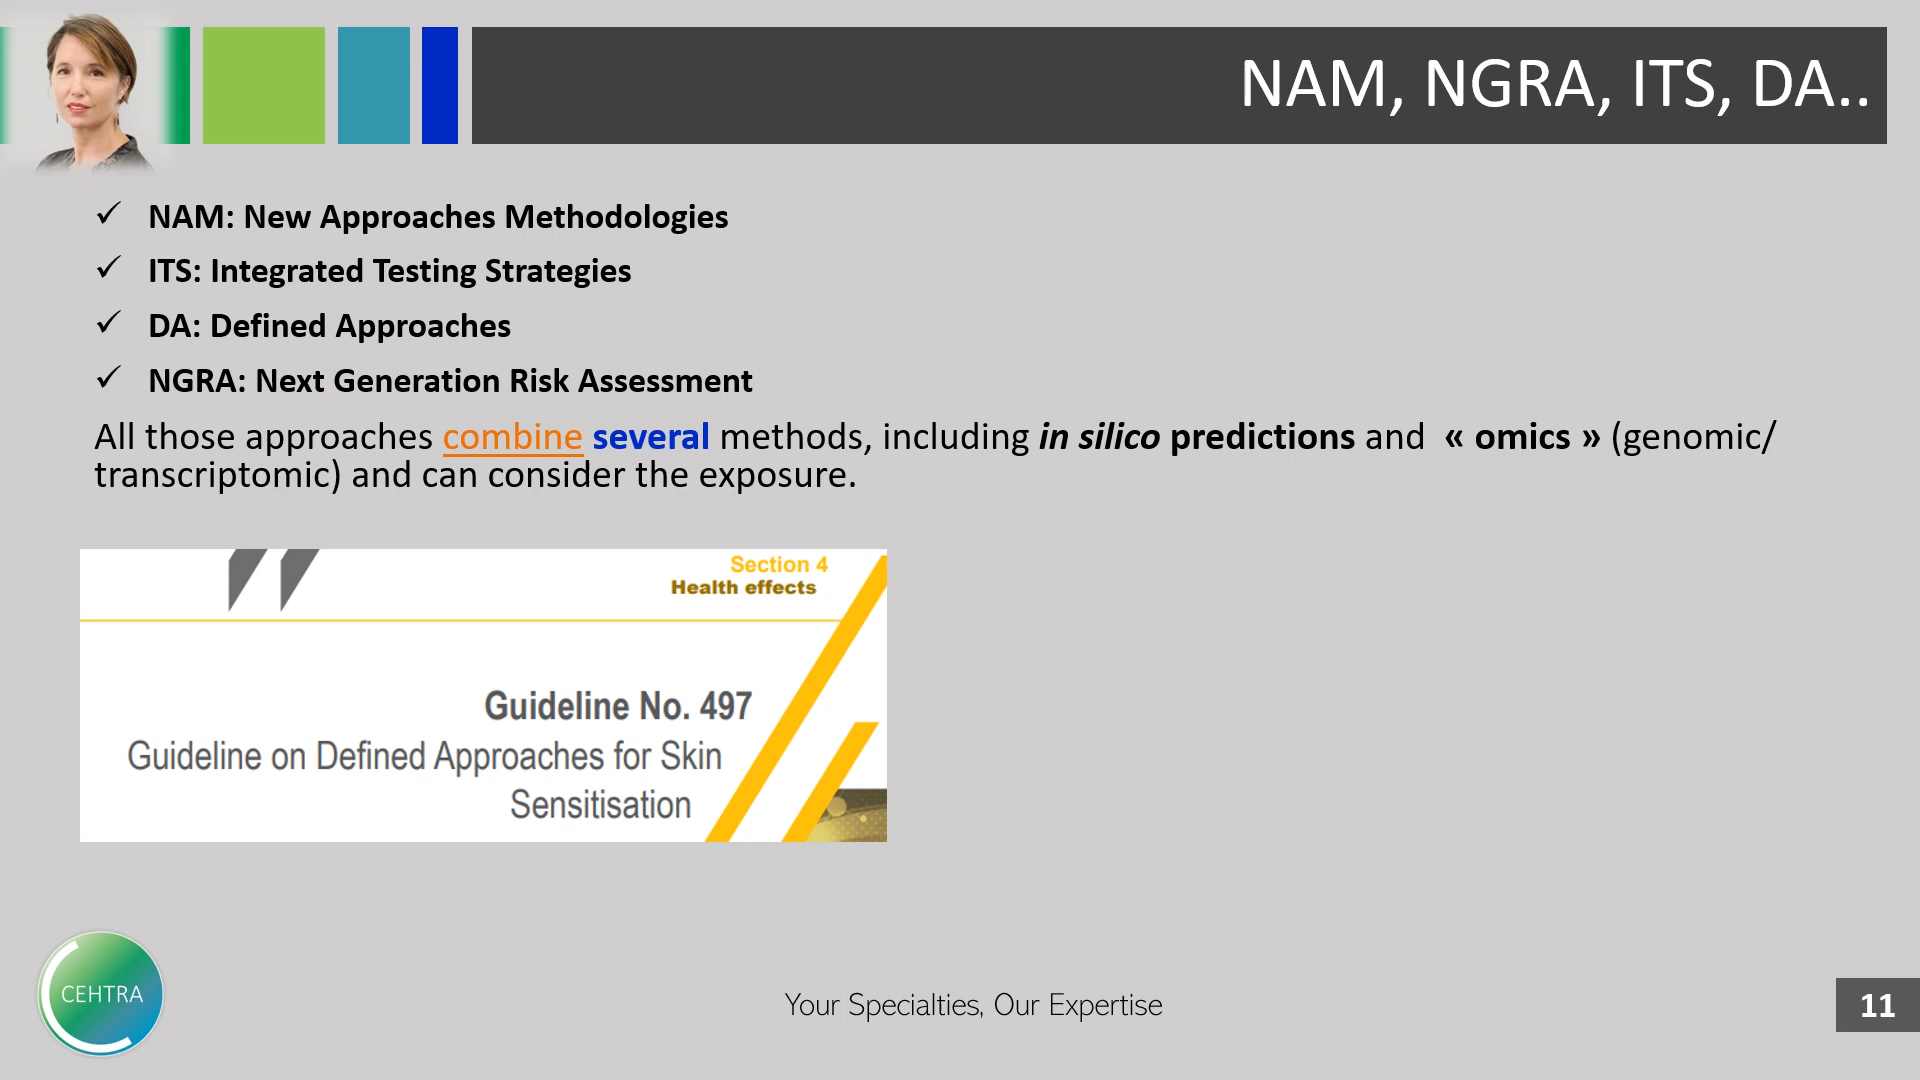 NAM, NGRA, ITS, DA..
✓ NAM: New Approaches Methodologies
✓ ITS: Integrated Testing Strategies
✓ DA: Defined Approaches
✓ NGRA: Next Generation Risk Assessment
All those approaches combine several methods, including in silico predictions and « omics » (genomic/
transcriptomic) and can consider the exposure.
Section 4
Health effects
Guideline No. 497
Guideline on Defined Approaches for Skin
Sensitisation
CEHTRA
Your Specialties, Our Expertise
11